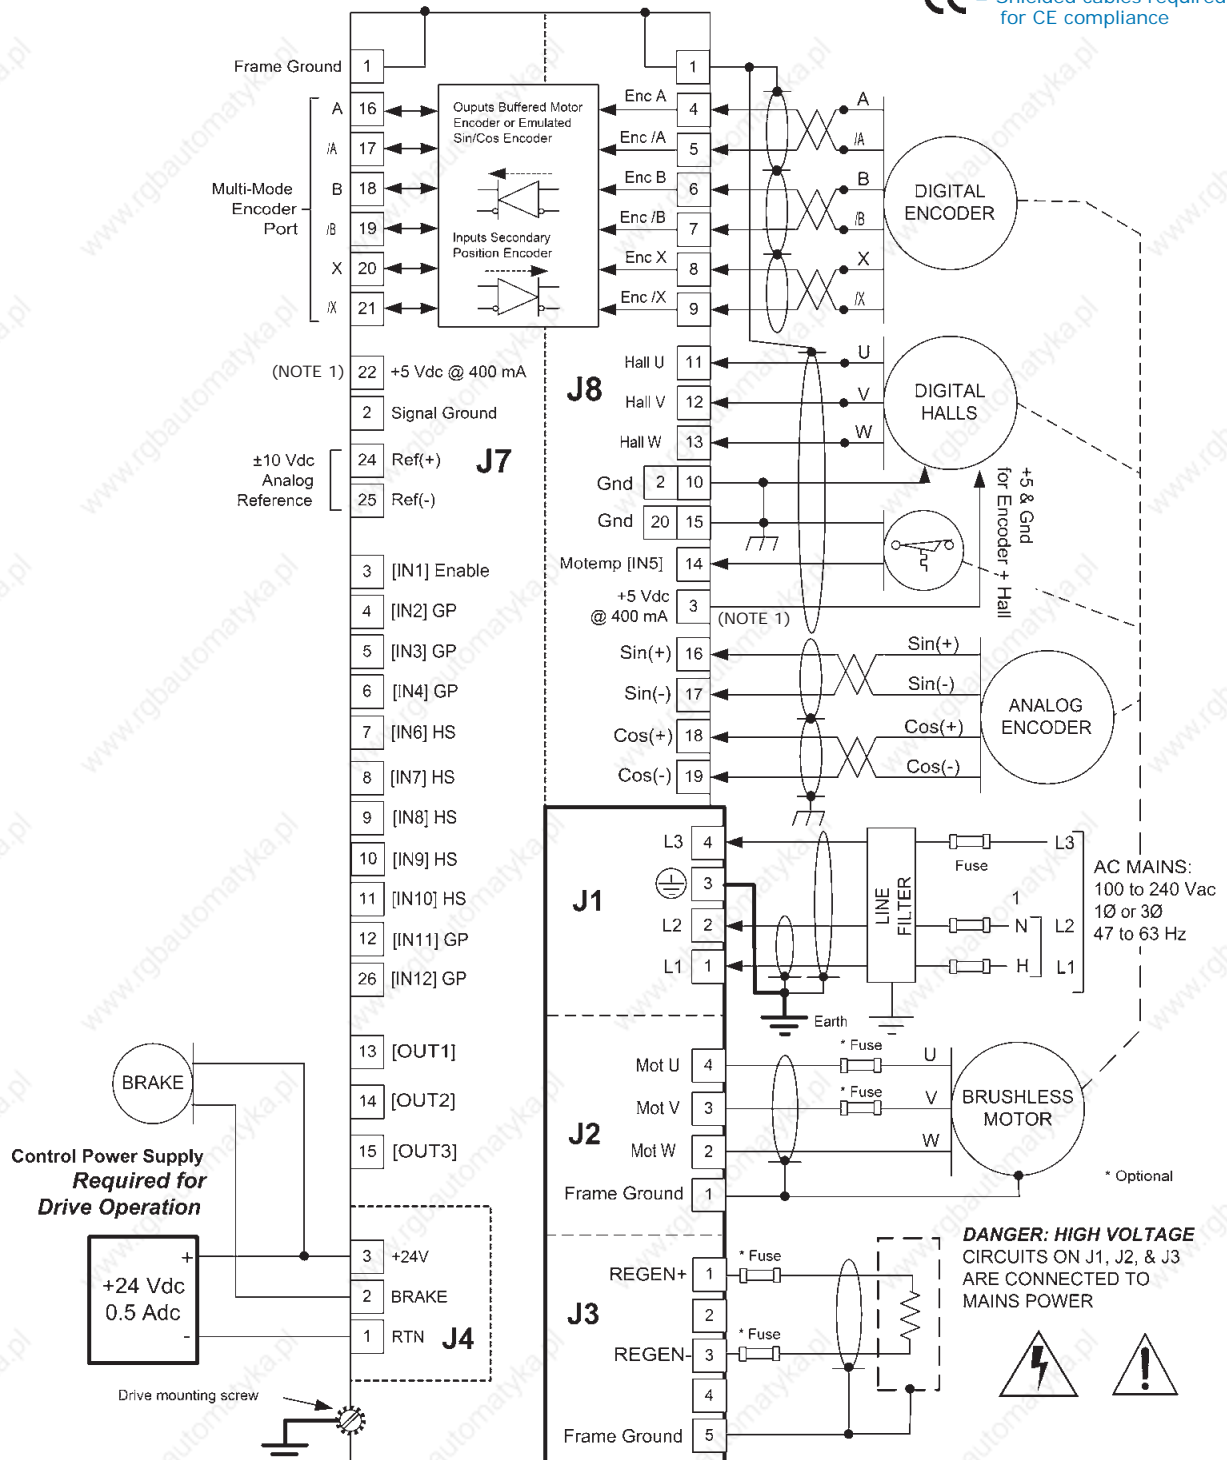 = Shielded cables required
for CE compliance
Frame Ground 1
1
Multi-Mode
Encoder
Port
A 16
/A 17
B 18
/B 19
X 20
/X 21
Ouputs Buffered Motor
Encoder or Emulated
Sin/Cos Encoder
Inputs Secondary
Position Encoder
Enc A 4 A
Enc /A 5 /A
Enc B 6 B
Enc /B 7 /B
Enc X 8 X
Enc /X 9 /X
DIGITAL
ENCODER
(NOTE 1) 22 +5 Vdc @ 400 mA
2 Signal Ground
±10 Vdc
Analog
Reference
24 Ref(+)
25 Ref(-)
J7
J8
Hall U 11 U
Hall V 12 V
Hall W 13 W
DIGITAL
HALLS
Gnd 2 10
Gnd 20 15
Motemp [IN5] 14
+5 Vdc
@ 400 mA 3 (NOTE 1)
+5 & Gnd
for Encoder + Hall
Sin(+) 16 Sin(+)
Sin(-) 17 Sin(-)
Cos(+) 18 Cos(+)
Cos(-) 19 Cos(-)
ANALOG
ENCODER
3 [IN1] Enable
4 [IN2] GP
5 [IN3] GP
6 [IN4] GP
7 [IN6] HS
8 [IN7] HS
9 [IN8] HS
10 [IN9] HS
11 [IN10] HS
12 [IN11] GP
26 [IN12] GP
13 [OUT1]
14 [OUT2]
15 [OUT3]
J1
L3 4
3
L2 2
L1 1
LINE
FILTER
Fuse
L3
1
N L2
H L1
AC MAINS:
100 to 240 Vac
1Ø or 3Ø
47 to 63 Hz
Earth
J2
Mot U 4 * Fuse U
Mot V 3 * Fuse V
Mot W 2 W
Frame Ground 1
BRUSHLESS
MOTOR
* Optional
BRAKE
Control Power Supply
Required for
Drive Operation
+
+24 Vdc
0.5 Adc
-
3 +24V
2 BRAKE
1 RTN
J4
Drive mounting screw
J3
REGEN+ 1 * Fuse
2
REGEN- 3 * Fuse
4
Frame Ground 5
DANGER: HIGH VOLTAGE
CIRCUITS ON J1, J2, & J3
ARE CONNECTED TO
MAINS POWER
www.rgbautomatyka.pl